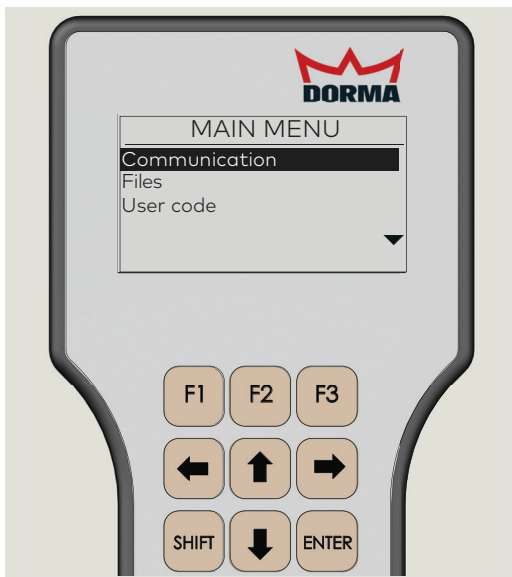 DORMA
MAIN MENU
Communication
Files
User code
F1 F2 F3
SHIFT ENTER